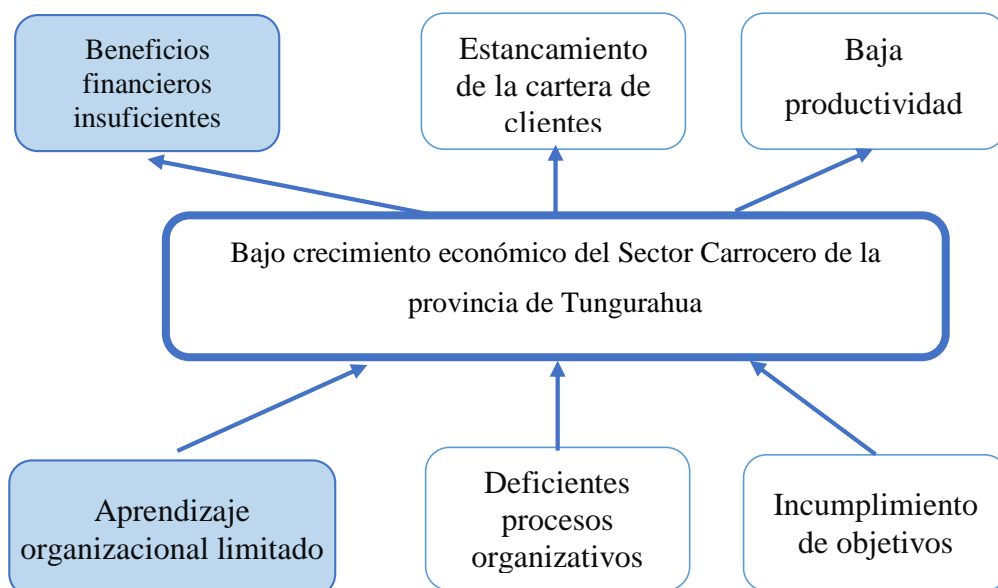 Beneficios
financieros
insuficientes
Estancamiento
de la cartera de
clientes
Baja
productividad
Bajo crecimiento económico del Sector Carrocero de la
provincia de Tungurahua
Aprendizaje
organizacional limitado
Deficientes
procesos
organizativos
Incumplimiento
de objetivos